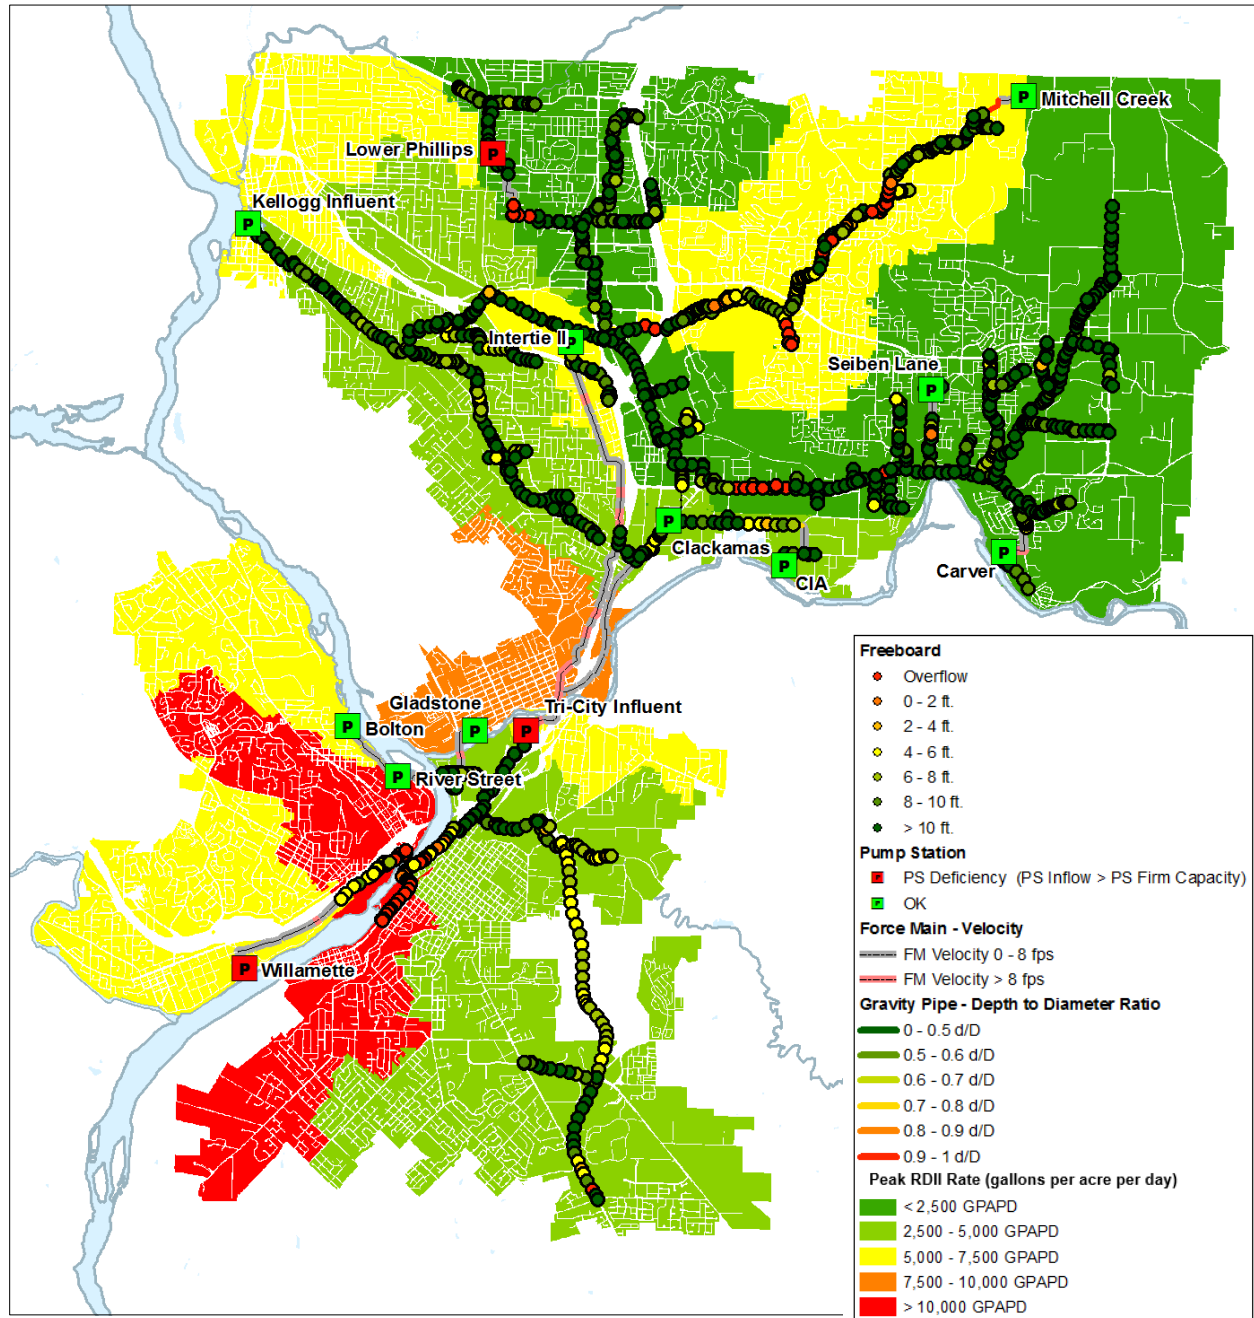 P Mitchell Creek
Lower Phillips P
Kellogg Influent
P
Intertie II P
Seiben Lane
P
P
Clackamas
P
CIA
P
Carver
Gladstone
Tri-City Influent
P
Bolton
P
P
P
River Street
P
Willamette
Freeboard
Overflow
0 - 2 ft.
2 - 4 ft.
4 - 6 ft.
6 - 8 ft.
8 - 10 ft.
> 10 ft.
Pump Station
P PS Deficiency (PS Inflow > PS Firm Capacity)
P OK
Force Main - Velocity
FM Velocity 0 - 8 fps
FM Velocity > 8 fps
Gravity Pipe - Depth to Diameter Ratio
0 - 0.5 d/D
0.5 - 0.6 d/D
0.6 - 0.7 d/D
0.7 - 0.8 d/D
0.8 - 0.9 d/D
0.9 - 1 d/D
Peak RDII Rate (gallons per acre per day)
< 2,500 GPAPD
2,500 - 5,000 GPAPD
5,000 - 7,500 GPAPD
7,500 - 10,000 GPAPD
> 10,000 GPAPD